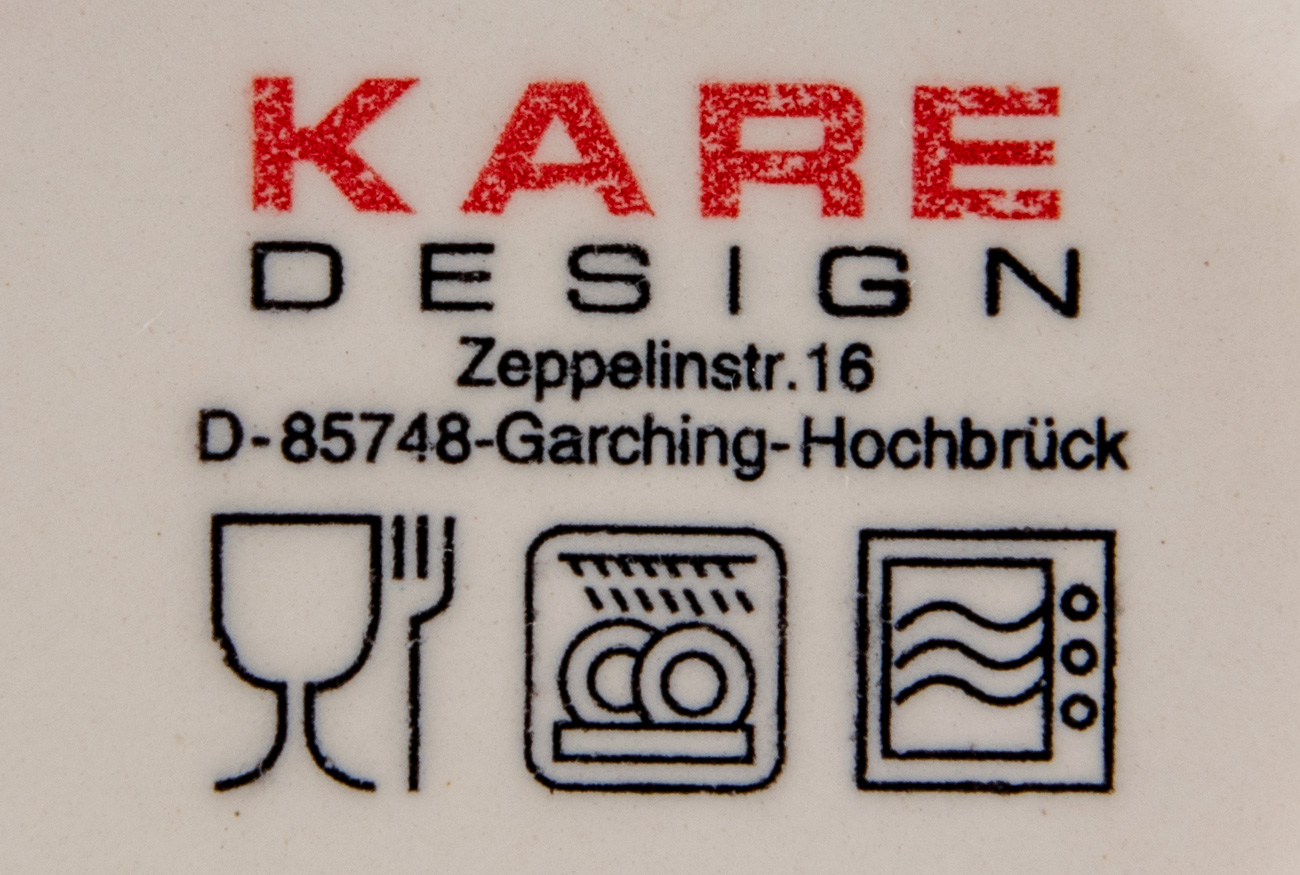 KARE
DESIGN
Zeppelinstr.16
D-85748-Garching-Hochbrück